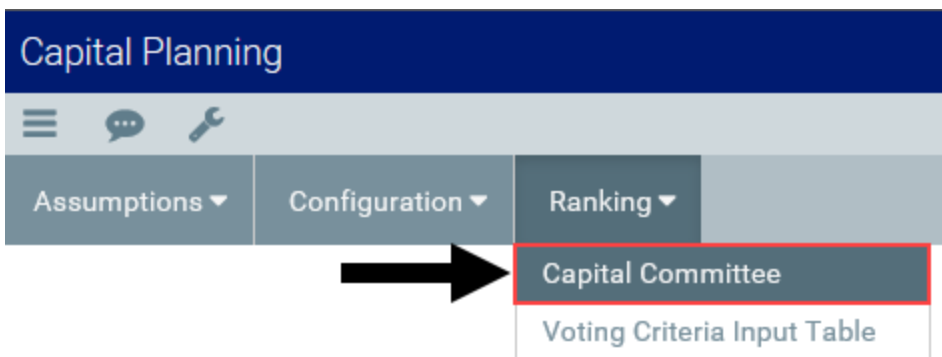 Capital Planning
Assumptions Configuration Ranking
Capital Committee
Voting Criteria Input Table